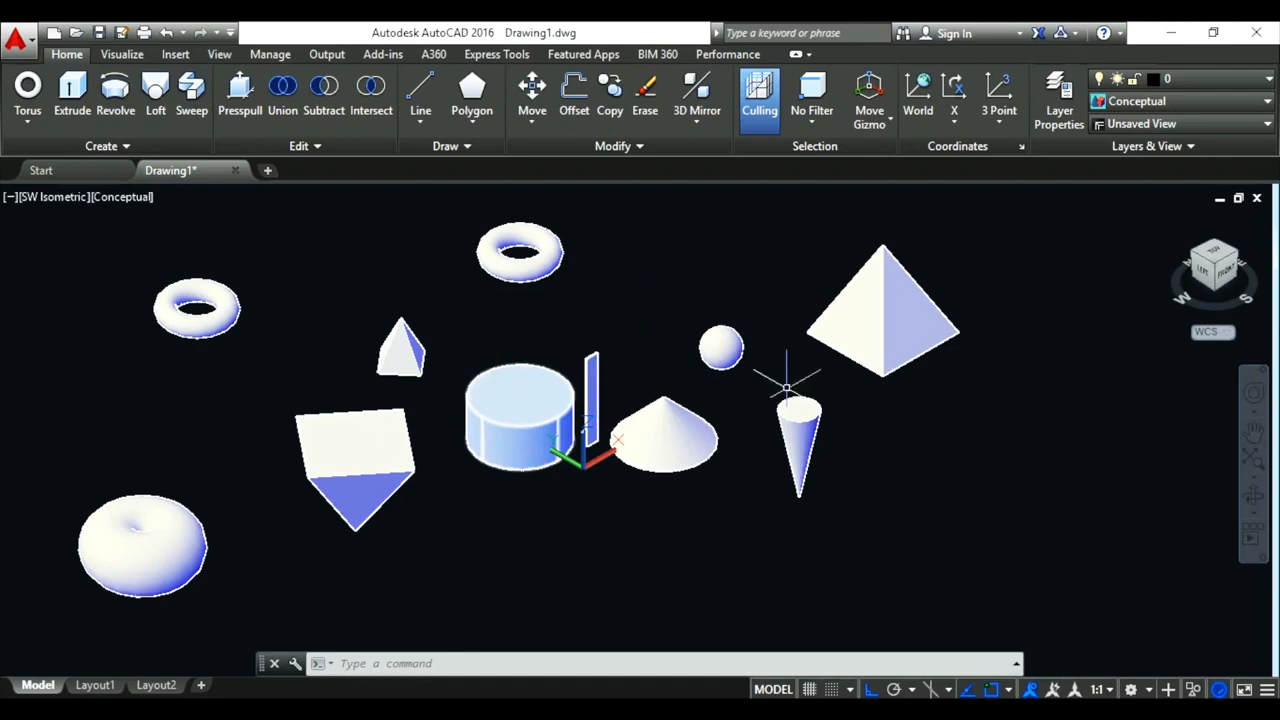 Autodesk AutoCAD 2016 Drawing1.dwg
Type a keyword or phrase
Sign In
Home Visualize Insert View Manage Output Add-ins A360 Express Tools Featured Apps BIM 360 Performance
Torus Extrude Revolve Loft Sweep Presspull Union Subtract Intersect Line Polygon Move Offset Copy Erase 3D Mirror Culling No Filter Move Gizmo World X 3 Point Layer Properties
0
Conceptual
Unsaved View
Create Edit Draw Modify Selection Coordinates Layers & View
Start Drawing1*
[−][SW Isometric][Conceptual]
TOP
LEFT FRONT
W S
WCS
Z
X
Type a command
Model Layout1 Layout2
MODEL 1:1